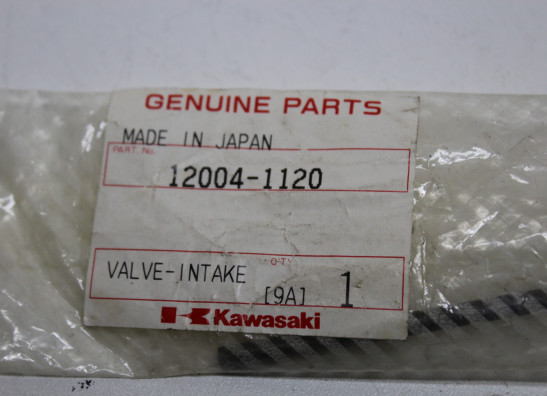 GENUINE PARTS
MADE IN JAPAN
PART No.
12004-1120
Q'TY
VALVE-INTAKE [9A] 1
Kawasaki